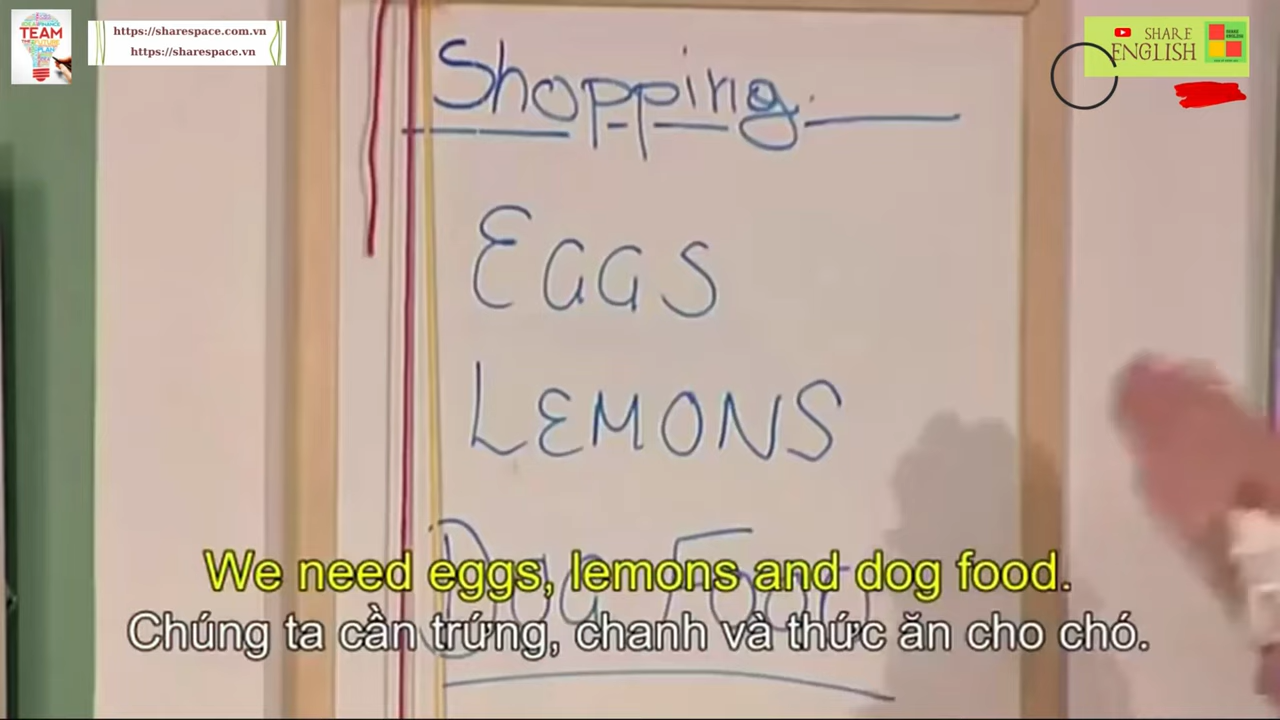 TEAM
PLAN
https://sharespace.com.vn
https://sharespace.vn
SHARE
ENGLISH
Shopping
EGGS
LEMONS
Dog Food
We need eggs, lemons and dog food.
Chúng ta cần trứng, chanh và thức ăn cho chó.